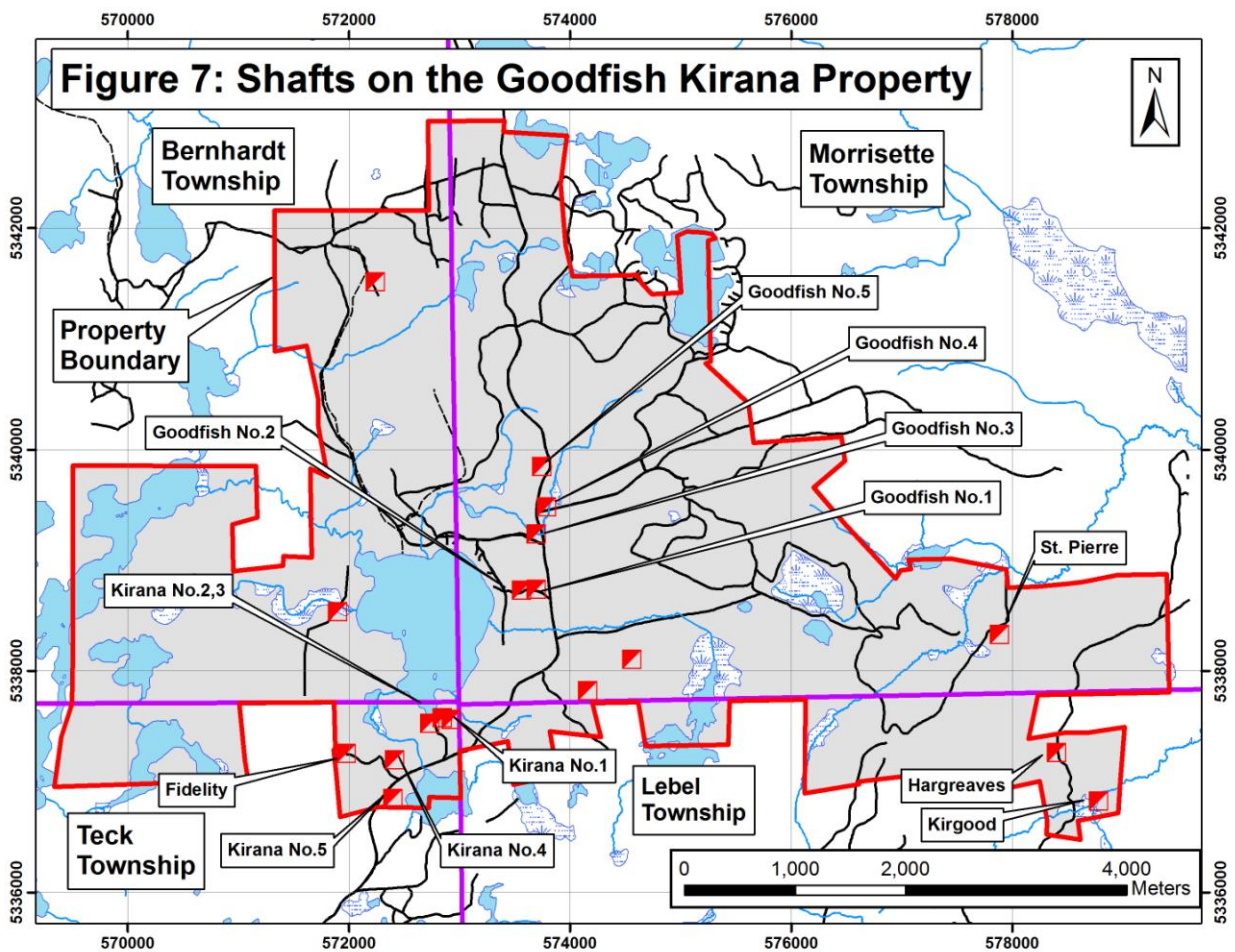 570000
572000
574000
576000
578000
Figure 7: Shafts on the Goodfish Kirana Property
N
Bernhardt
Township
Morrisette
Township
5342000
5342000
Goodfish No.5
Property
Boundary
Goodfish No.4
Goodfish No.2
Goodfish No.3
5340000
5340000
Goodfish No.1
St. Pierre
Kirana No.2,3
5338000
5338000
Kirana No.1
Fidelity
Lebel
Township
Hargreaves
Kirgood
Teck
Township
Kirana No.5
Kirana No.4
0
1,000
2,000
4,000
Meters
5336000
5336000
570000
572000
574000
576000
578000